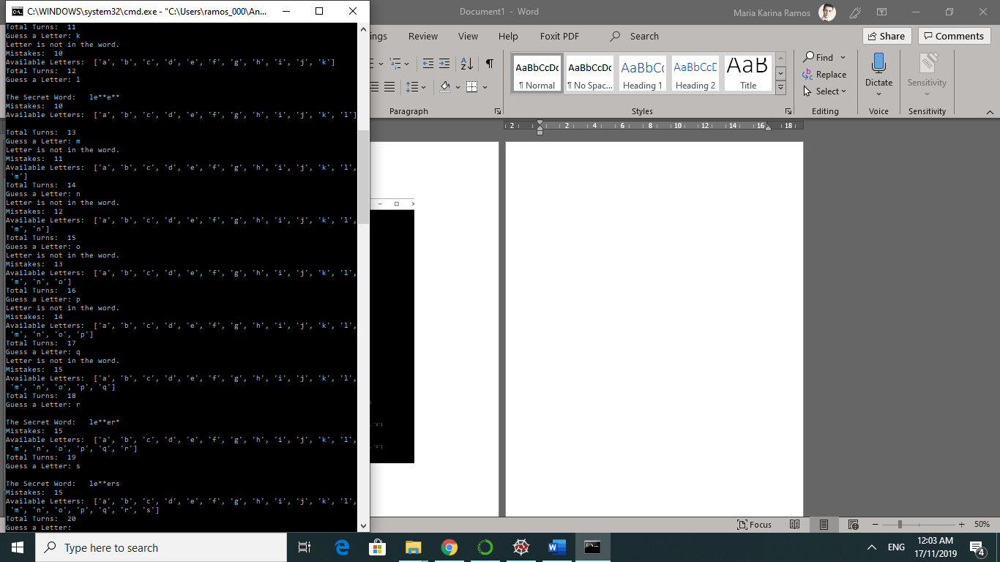 C:\WINDOWS\system32\cmd.exe - "C:\Users\ramos_000\An...
Total Turns:  11
Guess a Letter: k
Letter is not in the word.
Mistakes:  10
Available Letters:  ['a', 'b', 'c', 'd', 'e', 'f', 'g', 'h', 'i', 'j', 'k']
Total Turns:  12
Guess a Letter: l
The Secret Word:   le**e**
Mistakes:  10
Available Letters:  ['a', 'b', 'c', 'd', 'e', 'f', 'g', 'h', 'i', 'j', 'k', 'l']
Total Turns:  13
Guess a Letter: m
Letter is not in the word.
Mistakes:  11
Available Letters:  ['a', 'b', 'c', 'd', 'e', 'f', 'g', 'h', 'i', 'j', 'k', 'l',
 'm']
Total Turns:  14
Guess a Letter: n
Letter is not in the word.
Mistakes:  12
Available Letters:  ['a', 'b', 'c', 'd', 'e', 'f', 'g', 'h', 'i', 'j', 'k', 'l',
 'm', 'n']
Total Turns:  15
Guess a Letter: o
Letter is not in the word.
Mistakes:  13
Available Letters:  ['a', 'b', 'c', 'd', 'e', 'f', 'g', 'h', 'i', 'j', 'k', 'l',
 'm', 'n', 'o']
Total Turns:  16
Guess a Letter: p
Letter is not in the word.
Mistakes:  14
Available Letters:  ['a', 'b', 'c', 'd', 'e', 'f', 'g', 'h', 'i', 'j', 'k', 'l',
 'm', 'n', 'o', 'p']
Total Turns:  17
Guess a Letter: q
Letter is not in the word.
Mistakes:  15
Available Letters:  ['a', 'b', 'c', 'd', 'e', 'f', 'g', 'h', 'i', 'j', 'k', 'l',
 'm', 'n', 'o', 'p', 'q']
Total Turns:  18
Guess a Letter: r
The Secret Word:   le**er*
Mistakes:  15
Available Letters:  ['a', 'b', 'c', 'd', 'e', 'f', 'g', 'h', 'i', 'j', 'k', 'l',
 'm', 'n', 'o', 'p', 'q', 'r']
Total Turns:  19
Guess a Letter: s
The Secret Word:   le**ers
Mistakes:  15
Available Letters:  ['a', 'b', 'c', 'd', 'e', 'f', 'g', 'h', 'i', 'j', 'k', 'l',
 'm', 'n', 'o', 'p', 'q', 'r', 's']
Total Turns:  20
Guess a Letter:
Document1 - Word Maria Karina Ramos
ngs Review View Help Foxit PDF Search Share Comments
AaBbCcDc AaBbCcDc AaBbCc AaBbCcD AaB
¶ Normal ¶ No Spac... Heading 1 Heading 2 Title
Find
Replace
Select
Dictate Sensitivity
Paragraph Styles Editing Voice Sensitivity
2 2 4 6 8 10 12 14 16 18
Focus 50%
Type here to search ENG 12:03 AM
17/11/2019 4